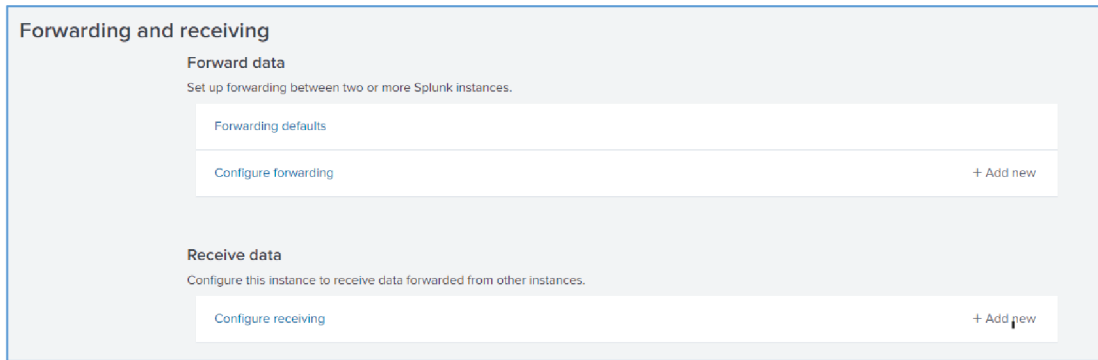 Forwarding and receiving
Forward data
Set up forwarding between two or more Splunk instances.
Forwarding defaults
Configure forwarding + Add new
Receive data
Configure this instance to receive data forwarded from other instances.
Configure receiving + Add new